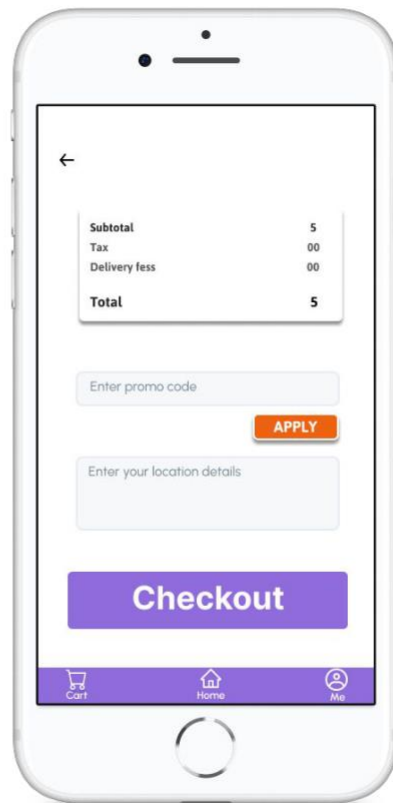 Subtotal 5
Tax 00
Delivery fess 00
Total 5
Enter promo code
APPLY
Enter your location details
Checkout
Cart Home Me